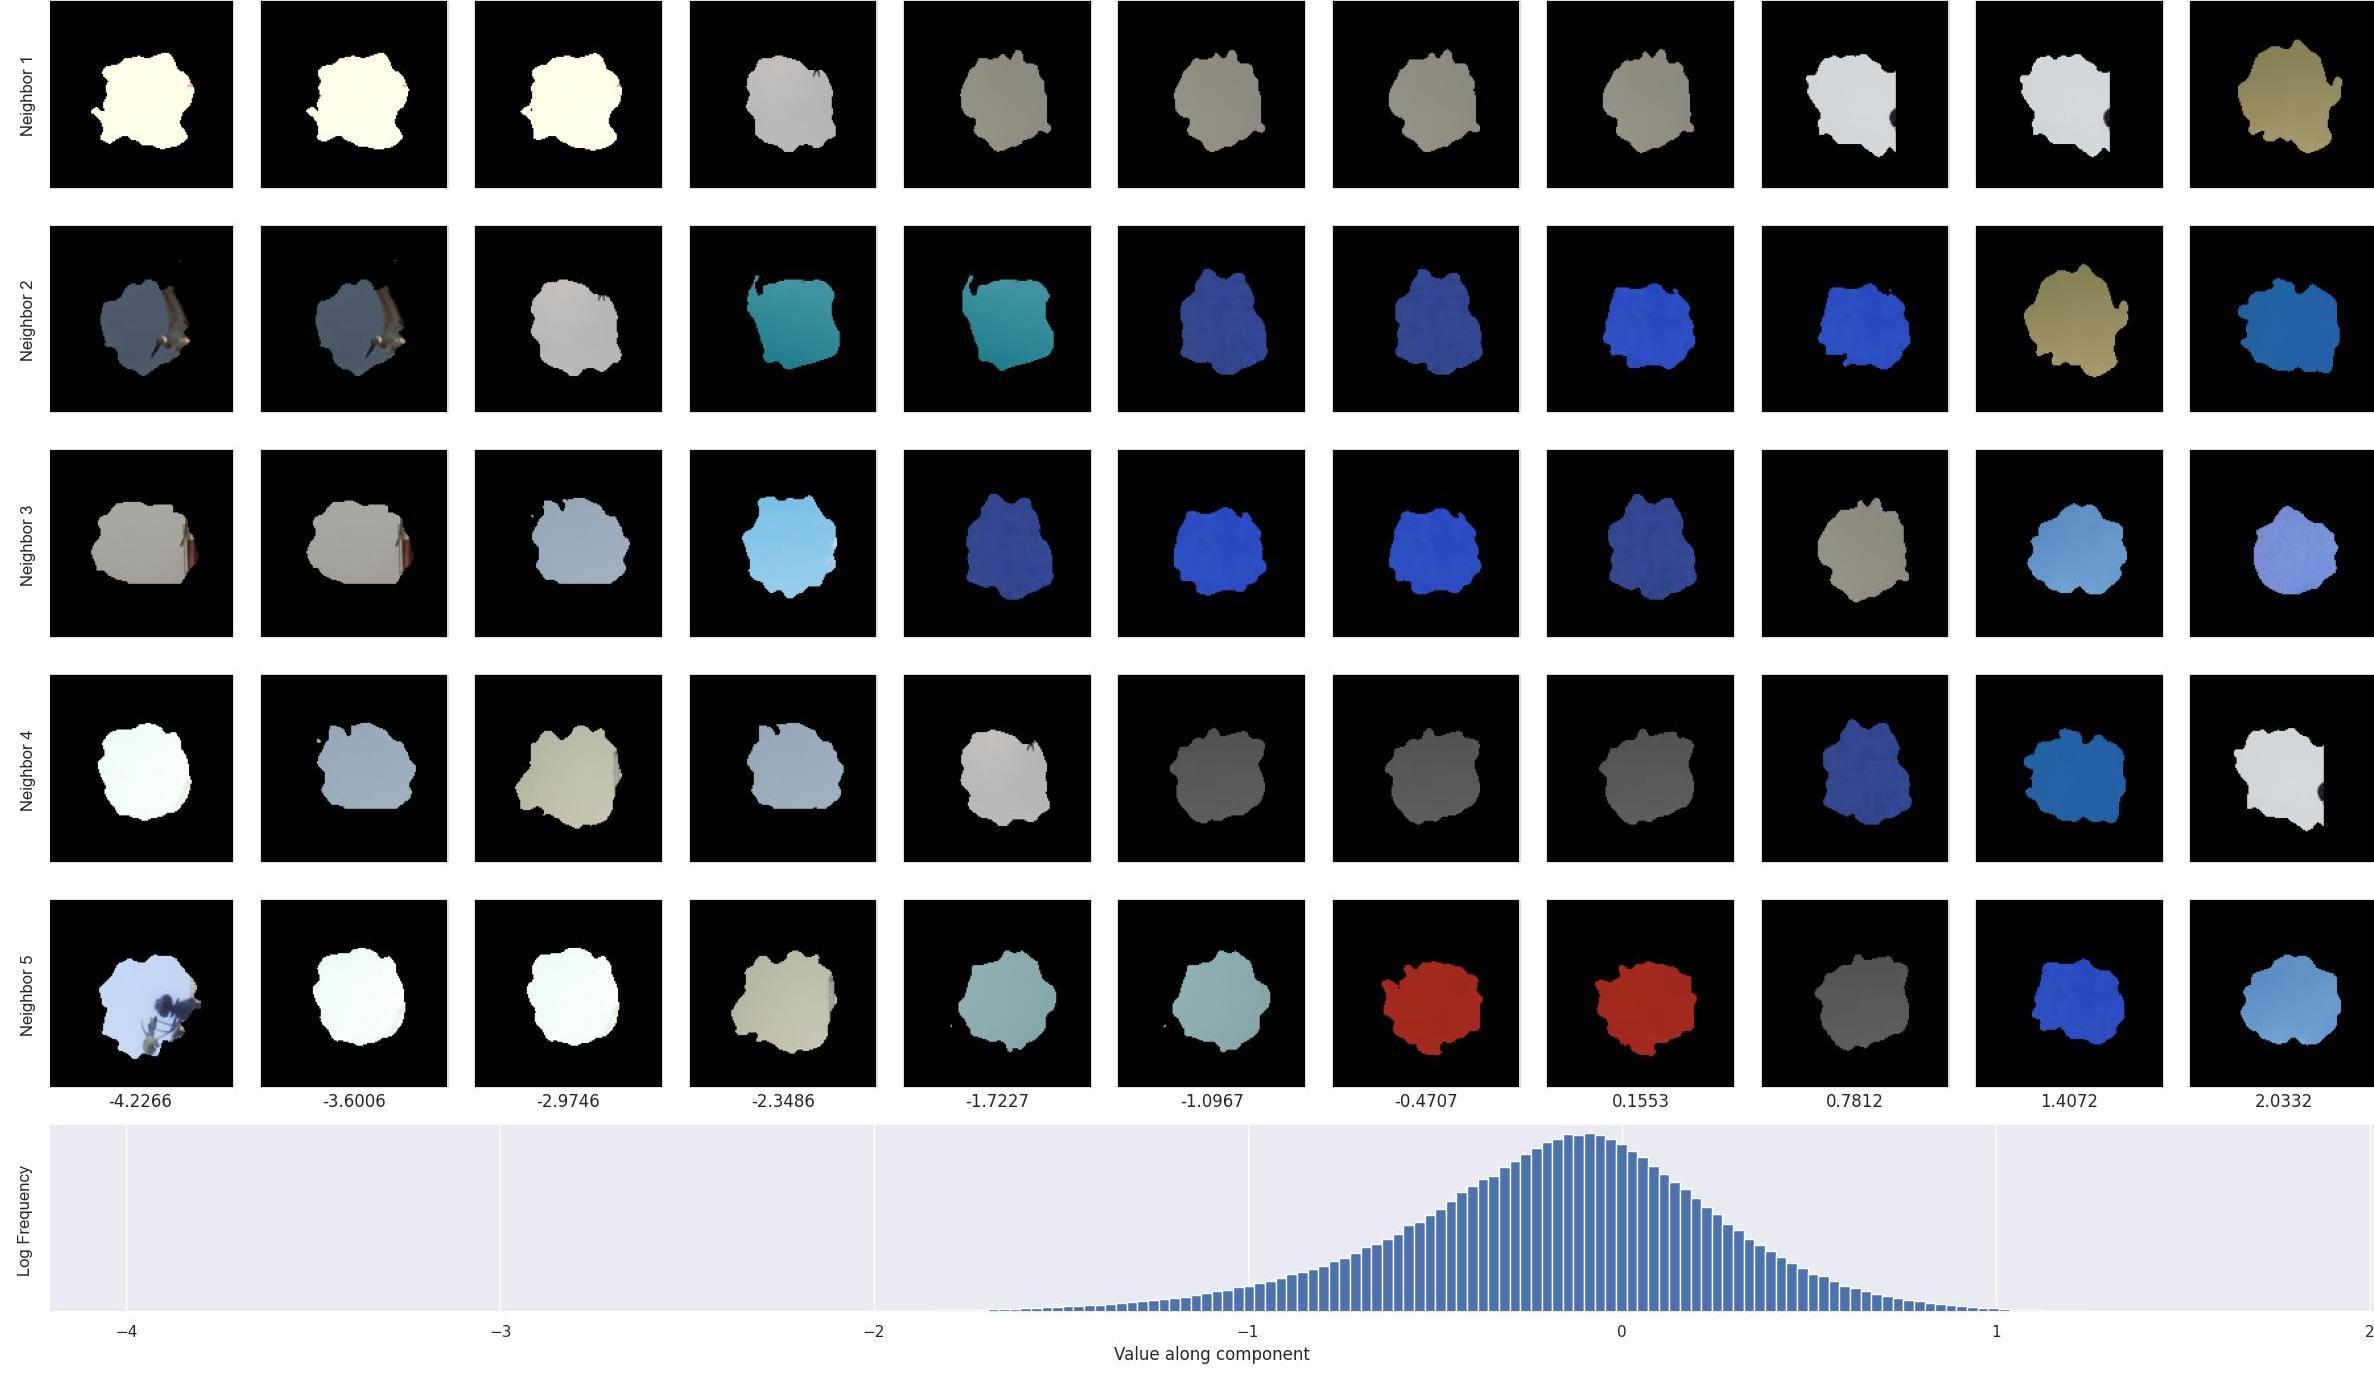 Neighbor 1
Neighbor 2
Neighbor 3
Neighbor 4
Neighbor 5
-4.2266 -3.6006 -2.9746 -2.3486 -1.7227 -1.0967 -0.4707 0.1553 0.7812 1.4072 2.0332
Log Frequency
−4 −3 −2 −1 0 1 2
Value along component